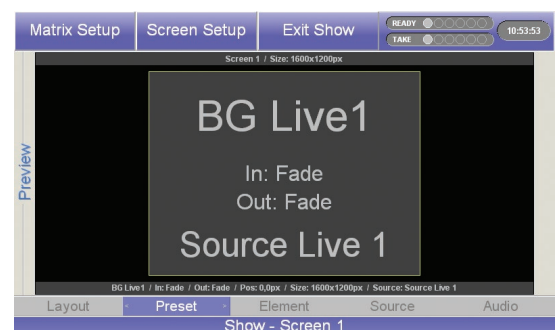 Matrix Setup Screen Setup Exit Show READY TAKE 10:53:53
Screen 1 / Size: 1600x1200px
Preview
BG Live1
In: Fade
Out: Fade
Source Live 1
BG Live1 / In: Fade / Out: Fade / Pos: 0,0px / Size: 1600x1200px / Source: Source Live 1
Layout Preset Element Source Audio
Show - Screen 1